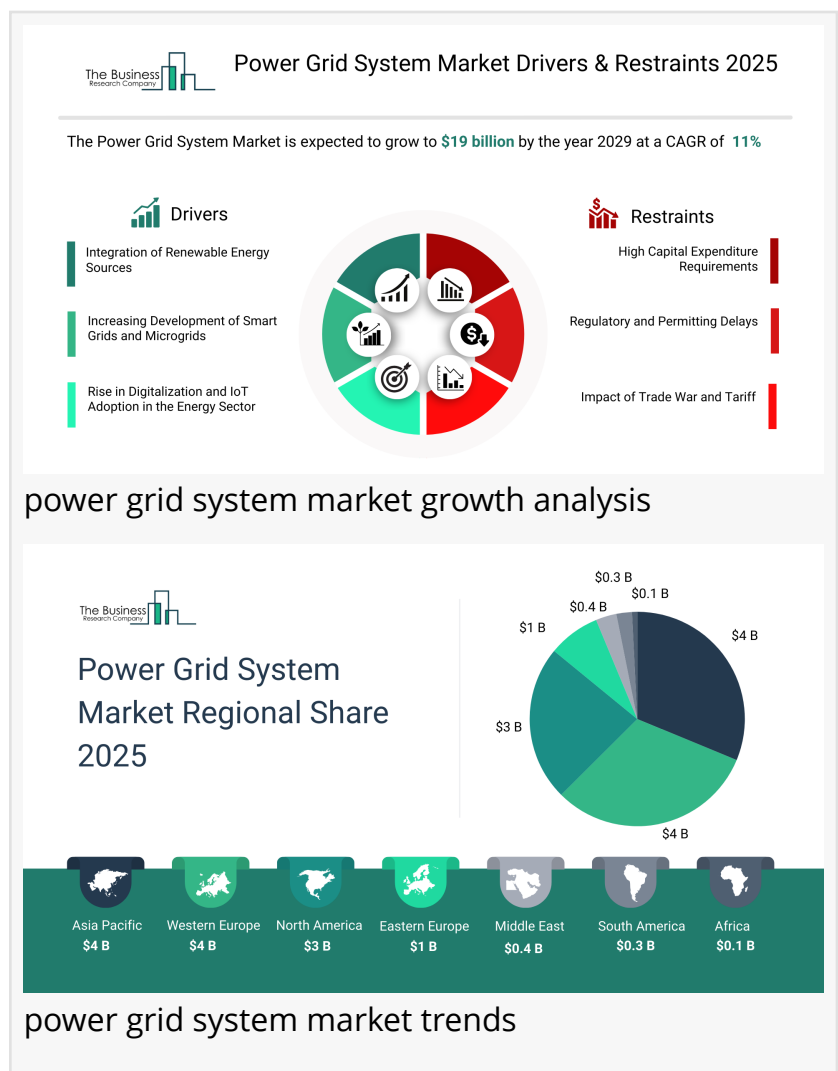 The Business
Research Company
Power Grid System Market Drivers & Restraints 2025
The Power Grid System Market is expected to grow to $19 billion by the year 2029 at a CAGR of 11%
Drivers
Integration of Renewable Energy
Sources
Increasing Development of Smart
Grids and Microgrids
Rise in Digitalization and IoT
Adoption in the Energy Sector
$
Restraints
High Capital Expenditure
Requirements
Regulatory and Permitting Delays
Impact of Trade War and Tariff
$
power grid system market growth analysis
The Business
Research Company
Power Grid System
Market Regional Share
2025
$0.3 B
$0.1 B
$0.4 B
$1 B
$4 B
$3 B
$4 B
Asia Pacific
$4 B
Western Europe
$4 B
North America
$3 B
Eastern Europe
$1 B
Middle East
$0.4 B
South America
$0.3 B
Africa
$0.1 B
power grid system market trends